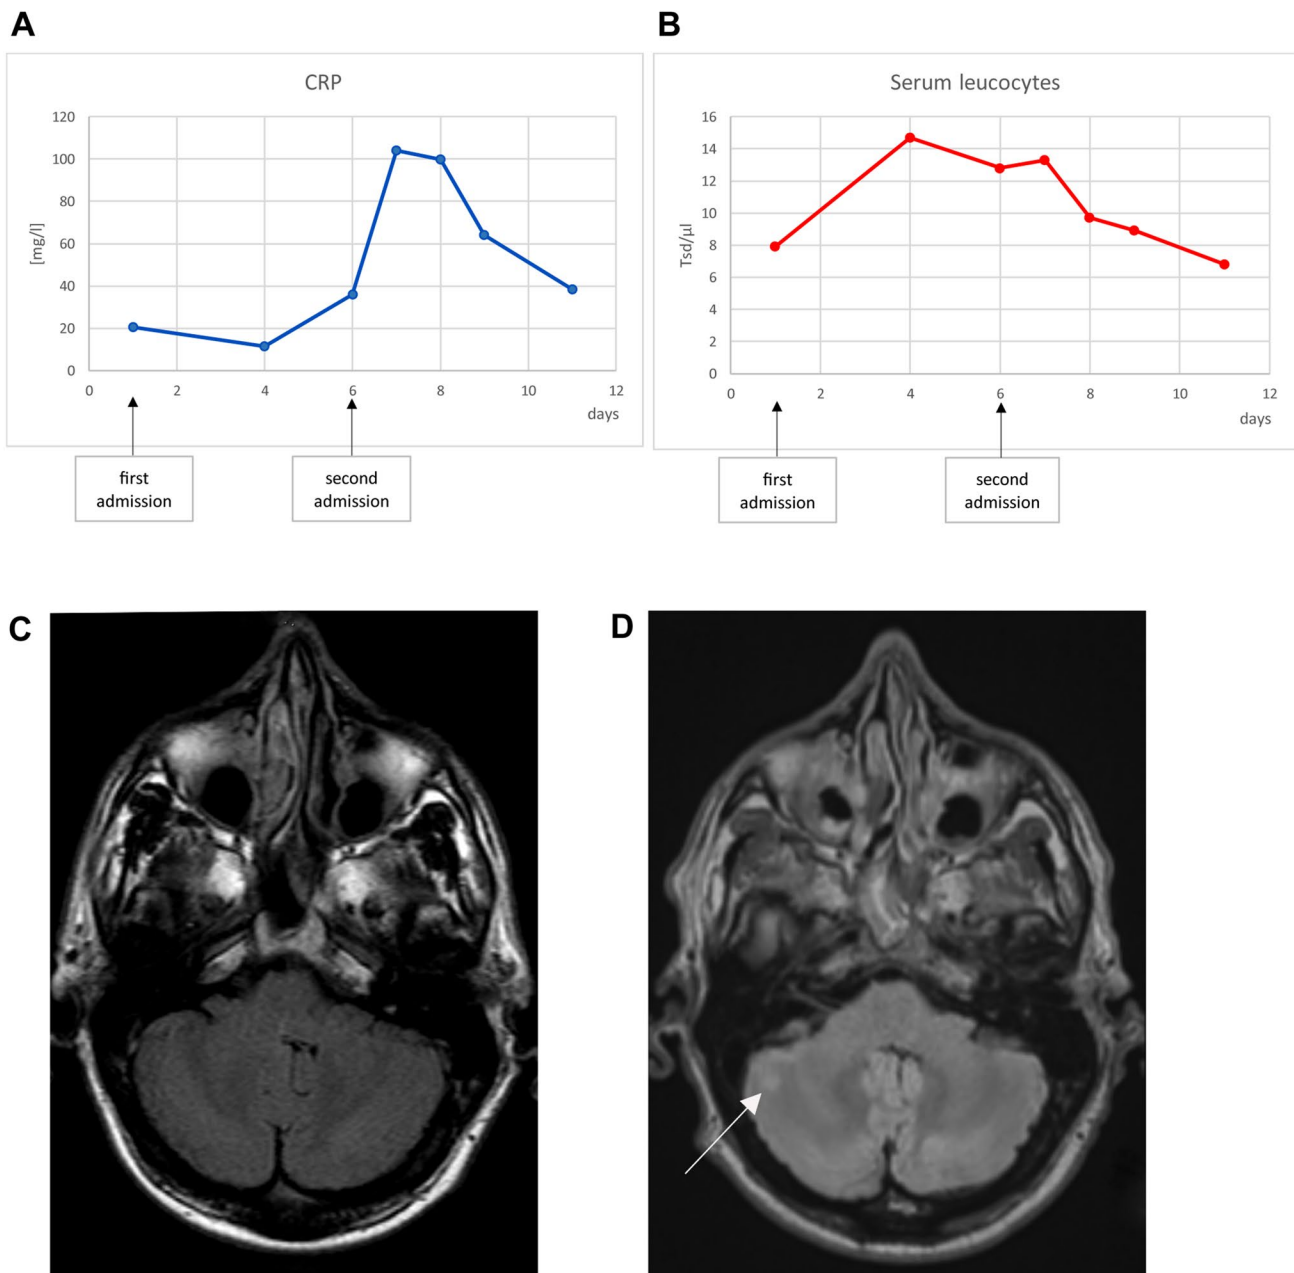 A
B
CRP
Serum leucocytes
120
100
80
60
40
20
0
[mg/l]
0 2 4 6 8 10 12
days
first
admission
second
admission
16
14
12
10
8
6
4
2
0
Tsd/µl
0 2 4 6 8 10 12
days
first
admission
second
admission
C
D